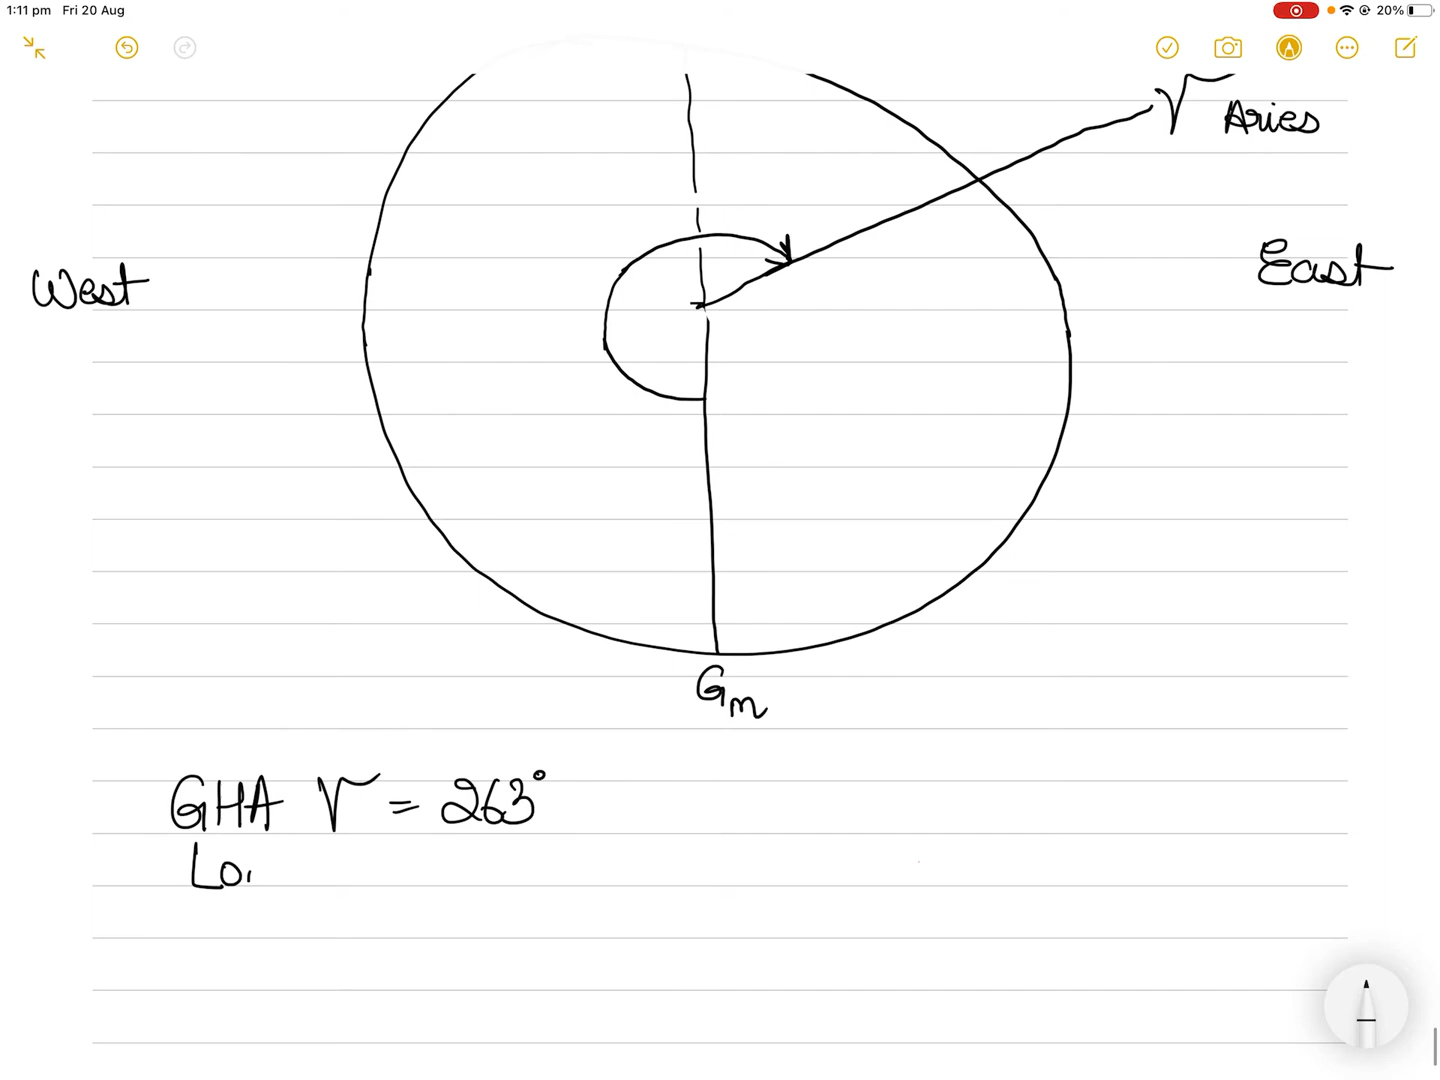 1:11 pm Fri 20 Aug 20%
♈ Aries
West East
Gm
GHA ♈ = 263°
Lo